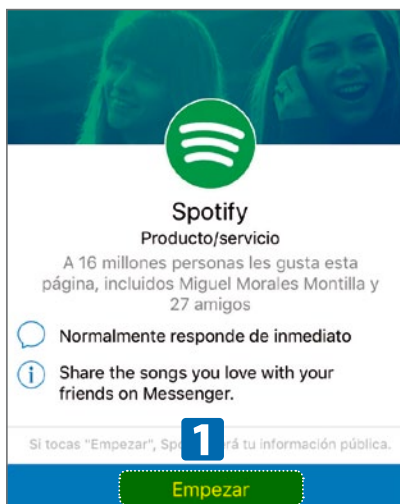 Spotify
Producto/servicio
A 16 millones personas les gusta esta
página, incluidos Miguel Morales Montilla y
27 amigos
Normalmente responde de inmediato
Share the songs you love with your
friends on Messenger.
Si tocas "Empezar", tu información pública.
1
Empezar